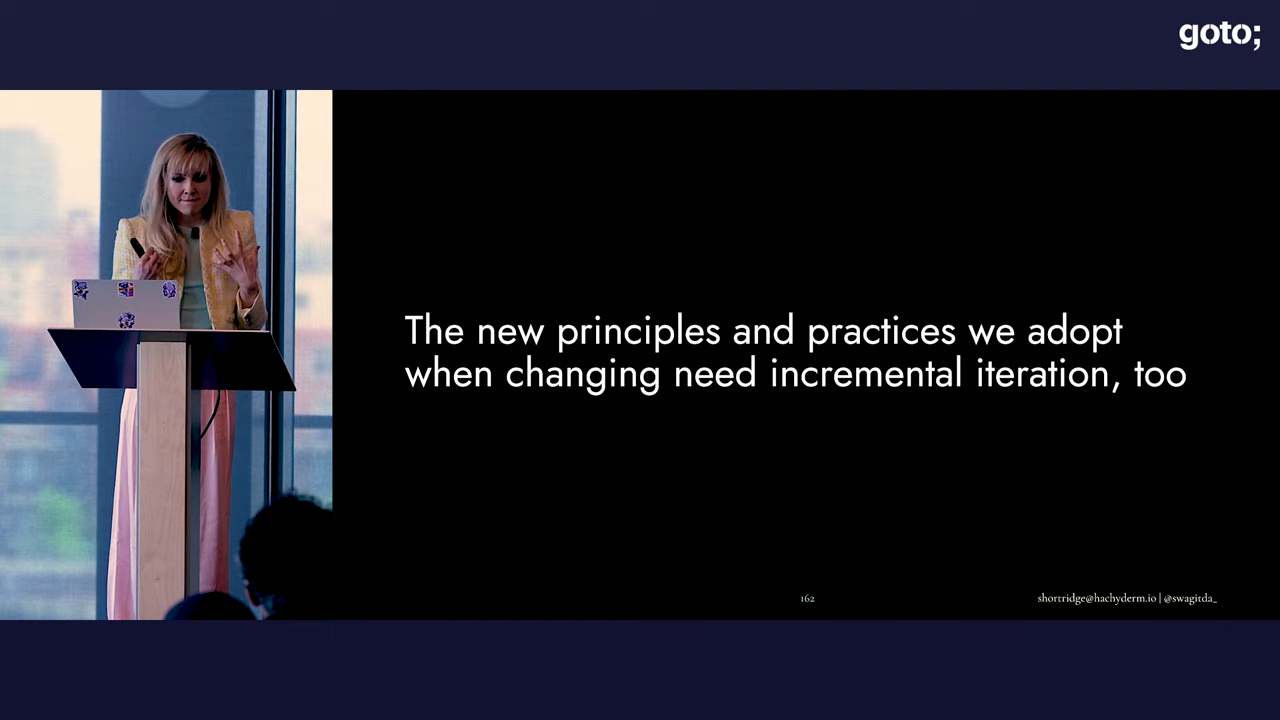 goto;
The new principles and practices we adopt
when changing need incremental iteration, too
162
shortridge@hachyderm.io | @swagitda_